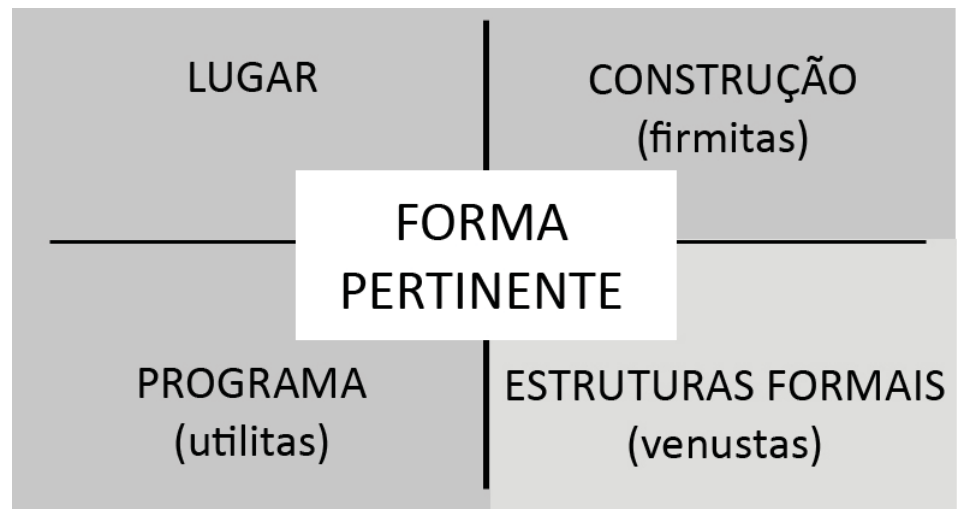 LUGAR
CONSTRUÇÃO
(firmitas)
FORMA
PERTINENTE
PROGRAMA
(utilitas)
ESTRUTURAS FORMAIS
(venustas)